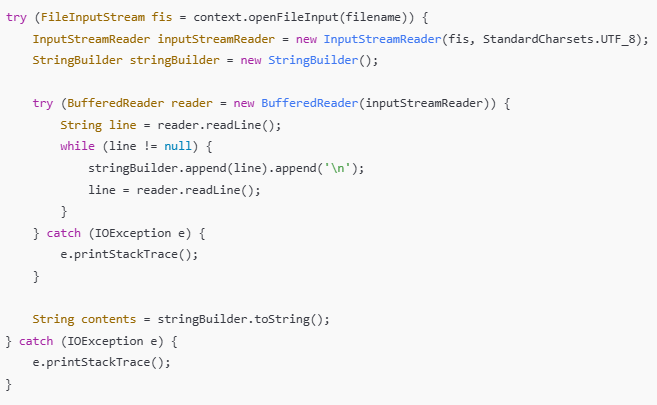 try (FileInputStream fis = context.openFileInput(filename)) {
    InputStreamReader inputStreamReader = new InputStreamReader(fis, StandardCharsets.UTF_8);
    StringBuilder stringBuilder = new StringBuilder();

    try (BufferedReader reader = new BufferedReader(inputStreamReader)) {
        String line = reader.readLine();
        while (line != null) {
            stringBuilder.append(line).append('\n');
            line = reader.readLine();
        }
    } catch (IOException e) {
        e.printStackTrace();
    }

    String contents = stringBuilder.toString();
} catch (IOException e) {
    e.printStackTrace();
}